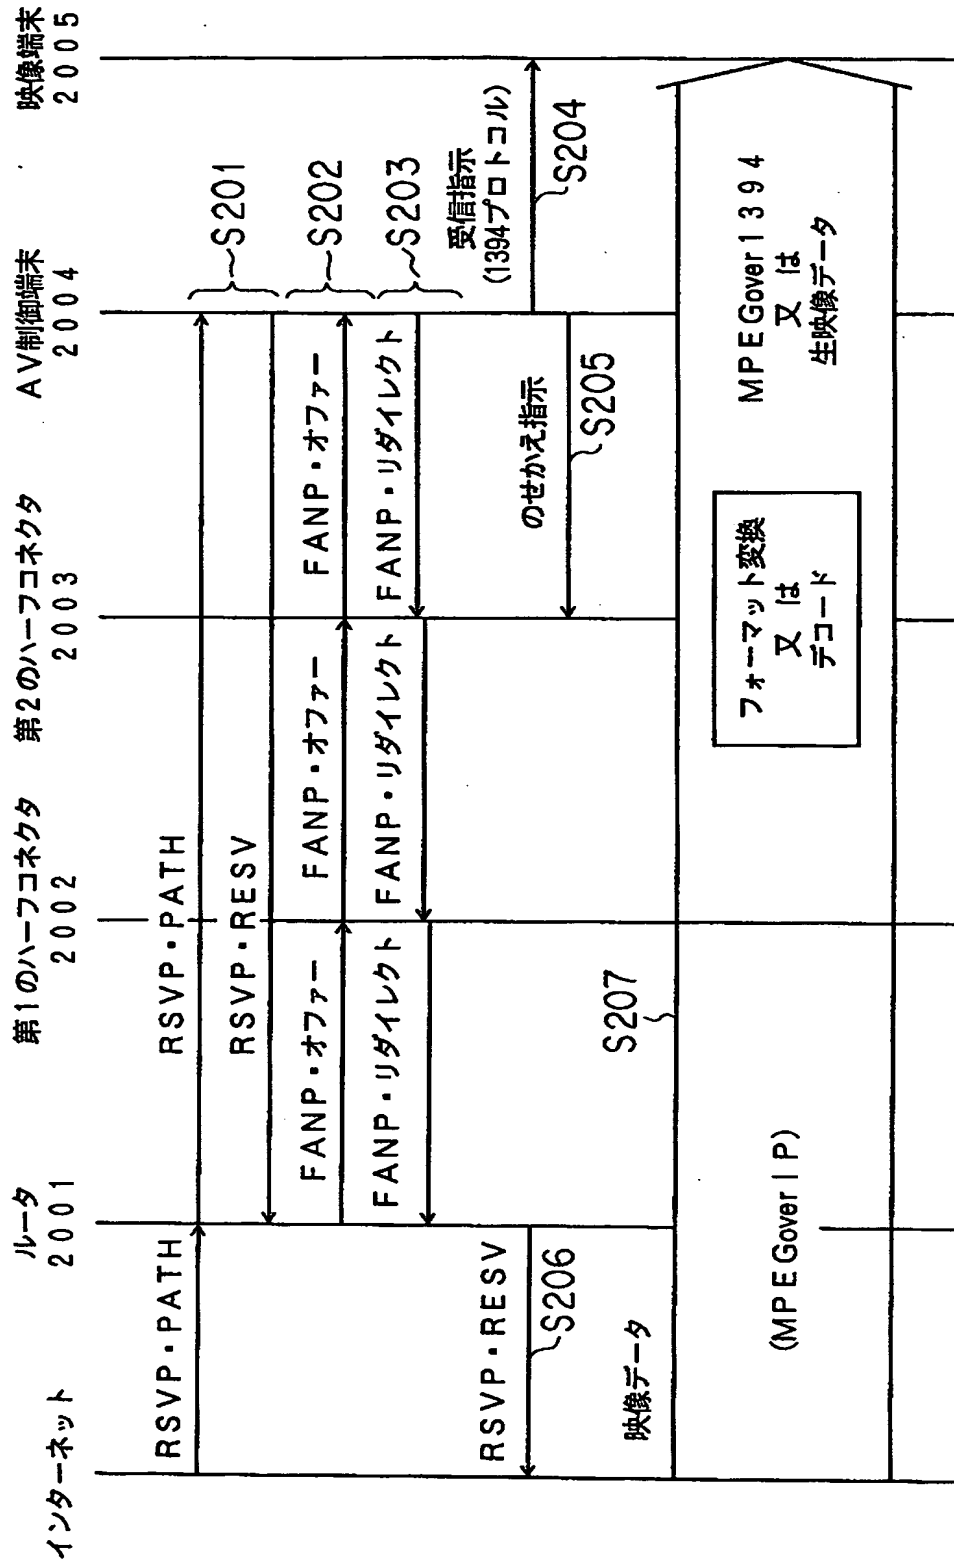 インターネット
ルータ
2001
第1のハーフコネクタ
2002
第2のハーフコネクタ
2003
AV制御端末
2004
映像端末
2005
RSVP・PATH
RSVP・PATH
RSVP・RESV
S201
FANP・オファー
FANP・オファー
FANP・オファー
S202
FANP・リダイレクト
FANP・リダイレクト
FANP・リダイレクト
S203
受信指示
(1394プロトコル)
S204
のせかえ指示
S205
RSVP・RESV
S206
映像データ
S207
(MPEGoverIP)
フォーマット変換
又は
デコード
MPEGover1394
又は
生映像データ